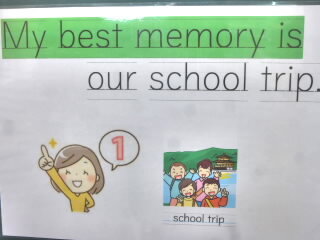 My best memory is
our school trip.
1
school trip